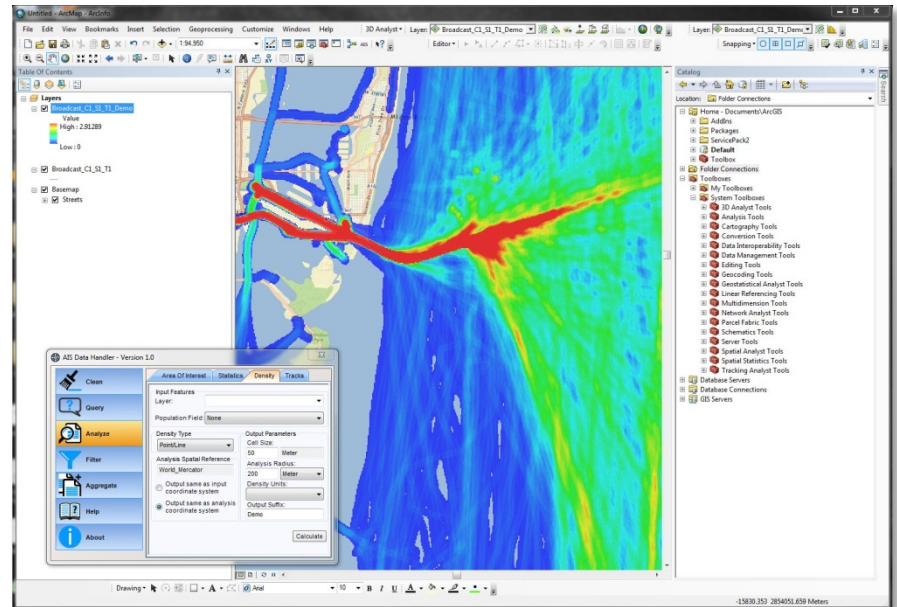 Untitled - ArcMap - ArcInfo
File Edit View Bookmarks Insert Selection Geoprocessing Customize Windows Help
3D Analyst Layer: Broadcast_C1_S1_T1_Demo
Layer: Broadcast_C1_S1_T1_Demo
1:94,950
Editor
Snapping
Table Of Contents
Layers
Broadcast_C1_S1_T1_Demo
Value
High : 2.91289
Low : 0
Broadcast_C1_S1_T1
Basemap
Streets
AIS Data Handler - Version 1.0
Clean
Query
Analyze
Filter
Aggregate
Help
About
Area Of Interest Statistics Density Tracks
Input Features
Layer:
Population Field: None
Density Type
Point/Line
Analysis Spatial Reference
World_Mercator
Output same as input
coordinate system
Output same as analysis
coordinate system
Output Parameters
Cell Size:
50 Meter
Analysis Radius:
200 Meter
Density Units:
Output Suffix:
Demo
Calculate
Catalog
Location: Folder Connections
Home - Documents\ArcGIS
AddIns
Packages
ServicePack2
Default
Toolbox
Folder Connections
Toolboxes
My Toolboxes
System Toolboxes
3D Analyst Tools
Analysis Tools
Cartography Tools
Conversion Tools
Data Interoperability Tools
Data Management Tools
Editing Tools
Geocoding Tools
Geostatistical Analyst Tools
Linear Referencing Tools
Multidimension Tools
Network Analyst Tools
Parcel Fabric Tools
Schematics Tools
Server Tools
Spatial Analyst Tools
Spatial Statistics Tools
Tracking Analyst Tools
Database Servers
Database Connections
GIS Servers
Search
Drawing A Arial 10 B I U A
-15830.353 2854051.659 Meters